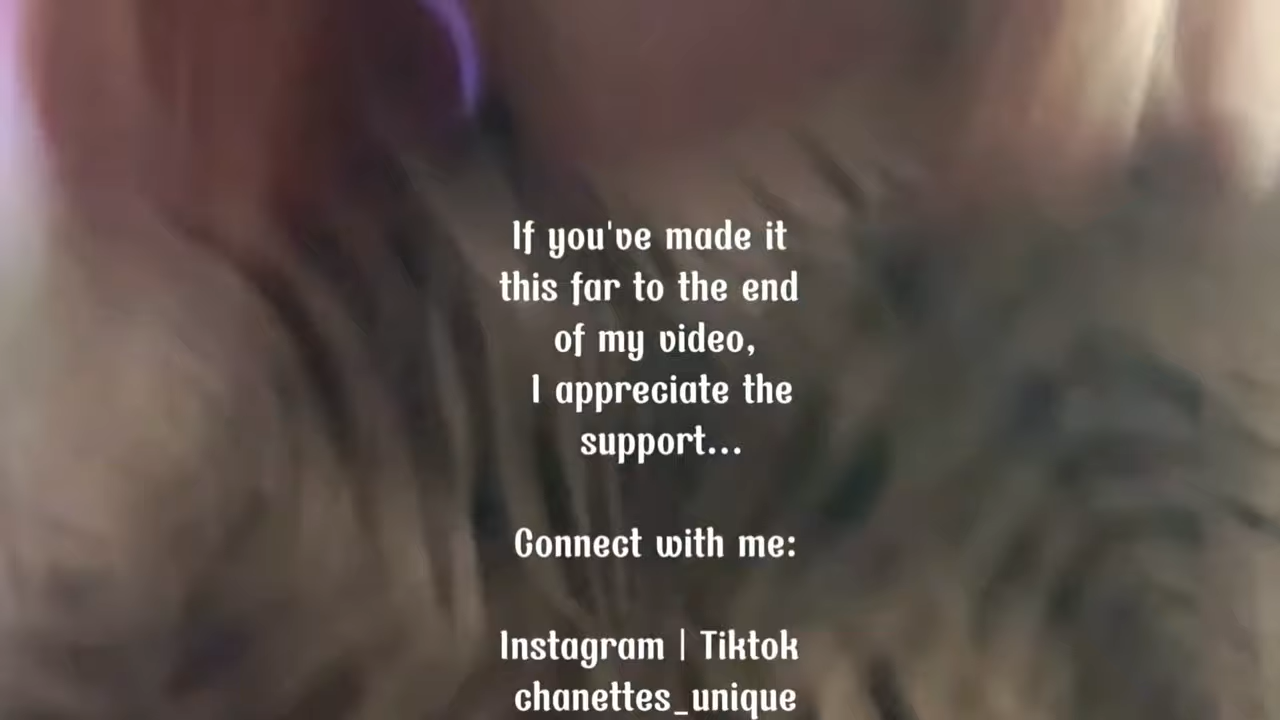 If you've made it
this far to the end
of my video,
I appreciate the
support...
Connect with me:
Instagram | Tiktok
chanettes_unique